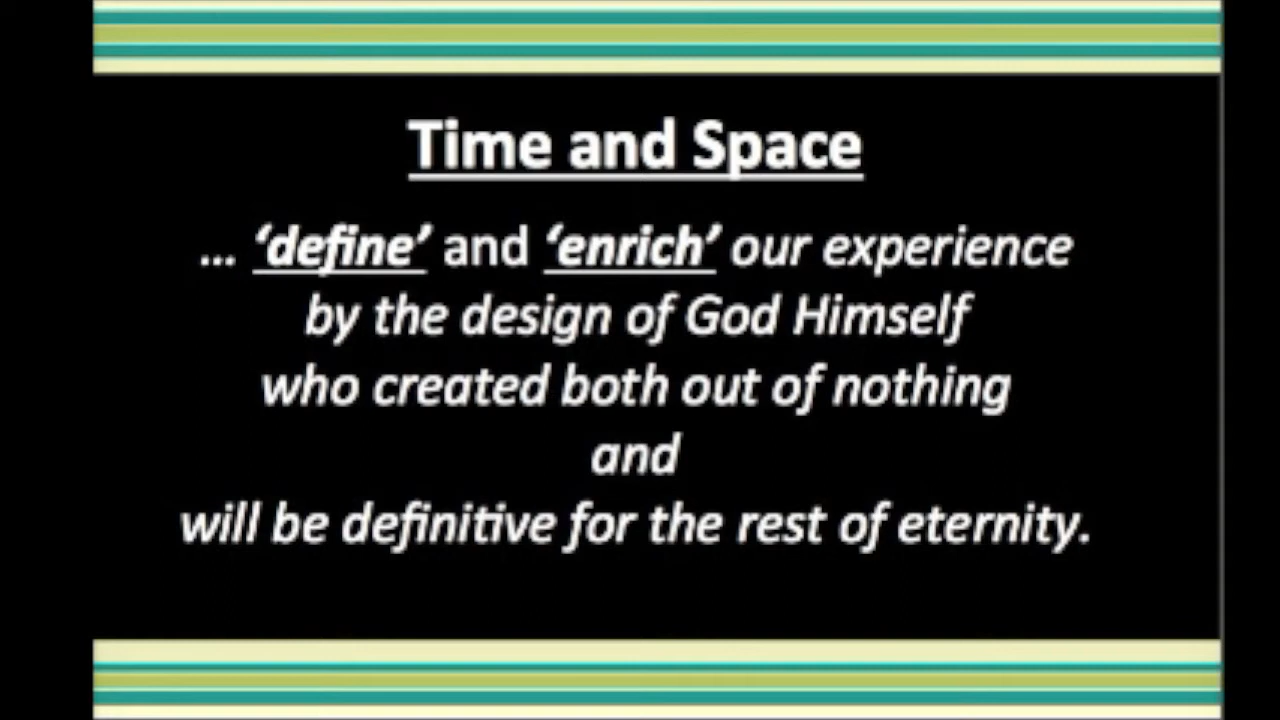 Time and Space
... ‘define’ and ‘enrich’ our experience
by the design of God Himself
who created both out of nothing
and
will be definitive for the rest of eternity.